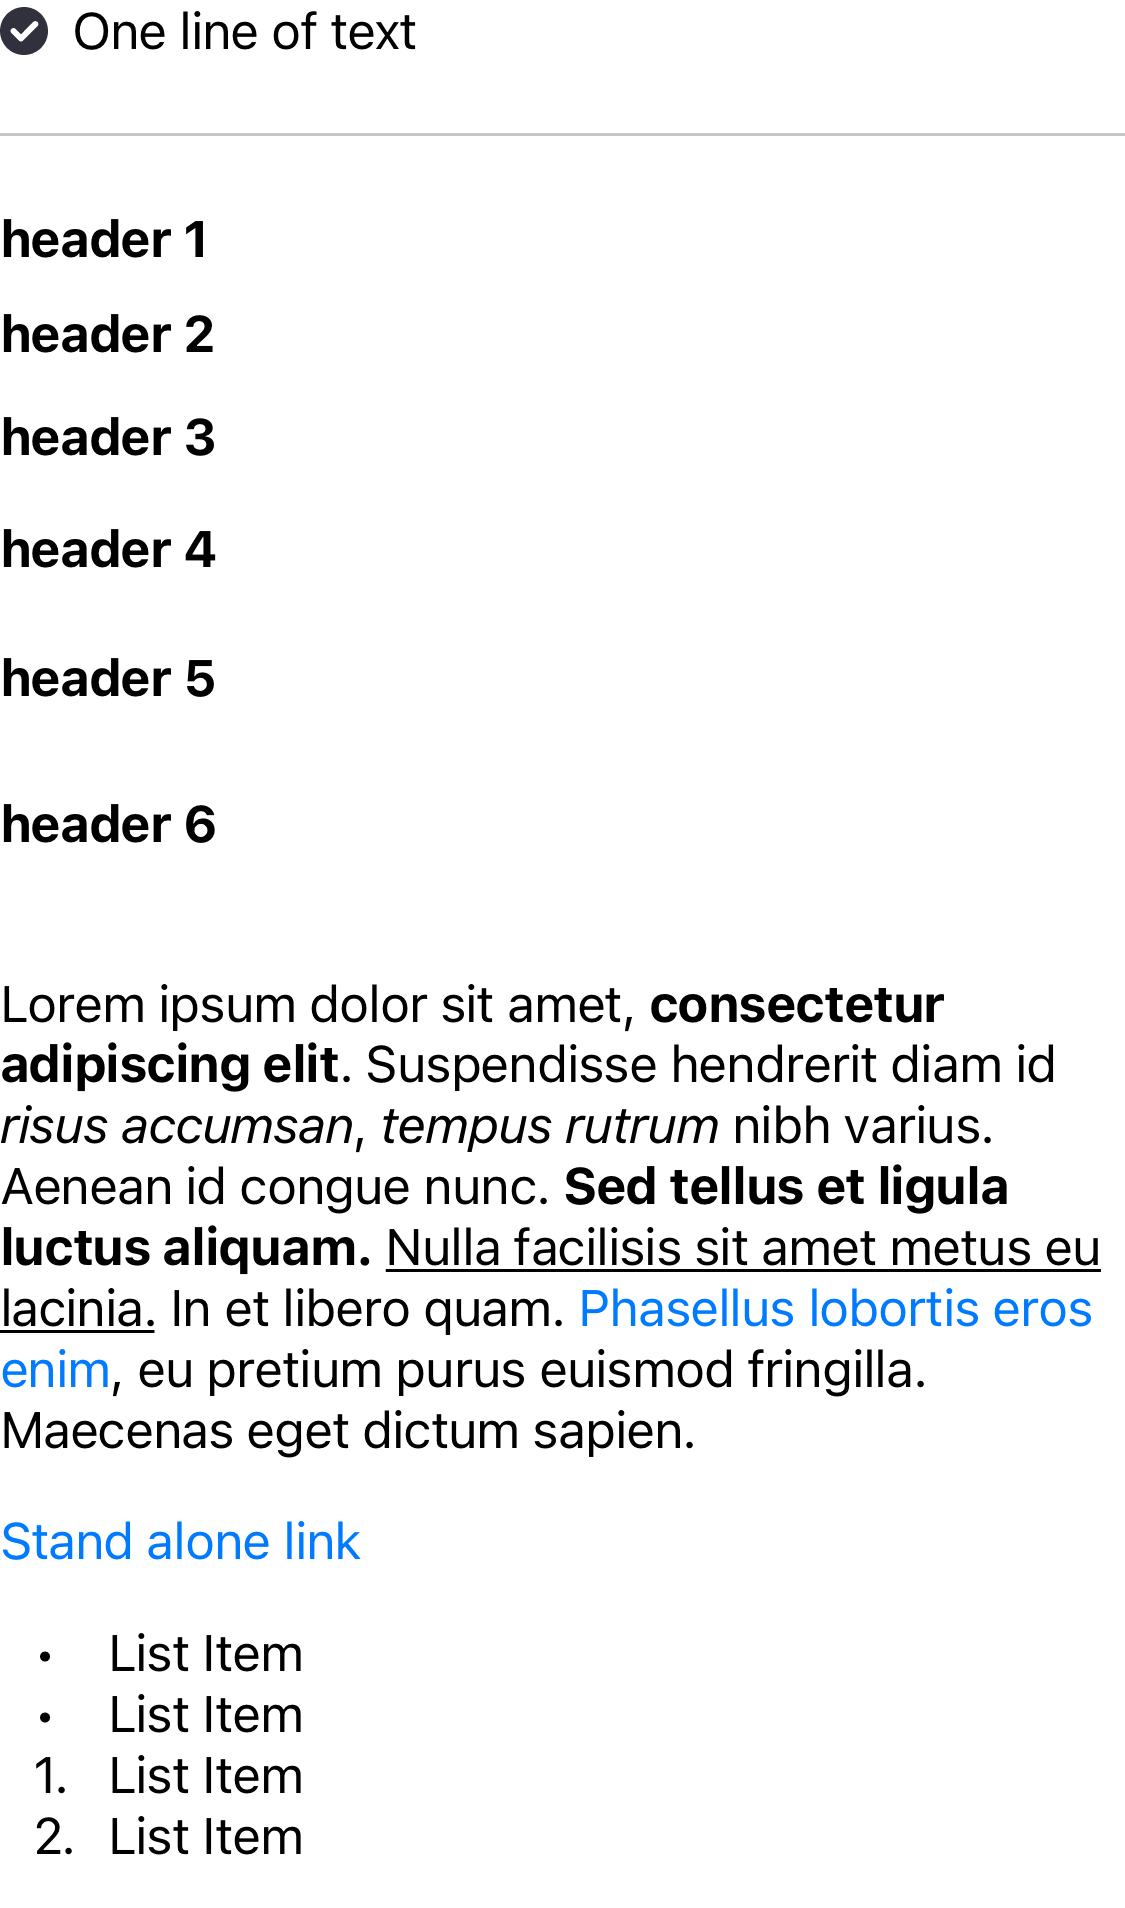 One line of text
header 1
header 2
header 3
header 4
header 5
header 6
Lorem ipsum dolor sit amet, consectetur
adipiscing elit. Suspendisse hendrerit diam id
risus accumsan, tempus rutrum nibh varius.
Aenean id congue nunc. Sed tellus et ligula
luctus aliquam. Nulla facilisis sit amet metus eu
lacinia. In et libero quam. Phasellus lobortis eros
enim, eu pretium purus euismod fringilla.
Maecenas eget dictum sapien.
Stand alone link
• List Item
• List Item
1. List Item
2. List Item